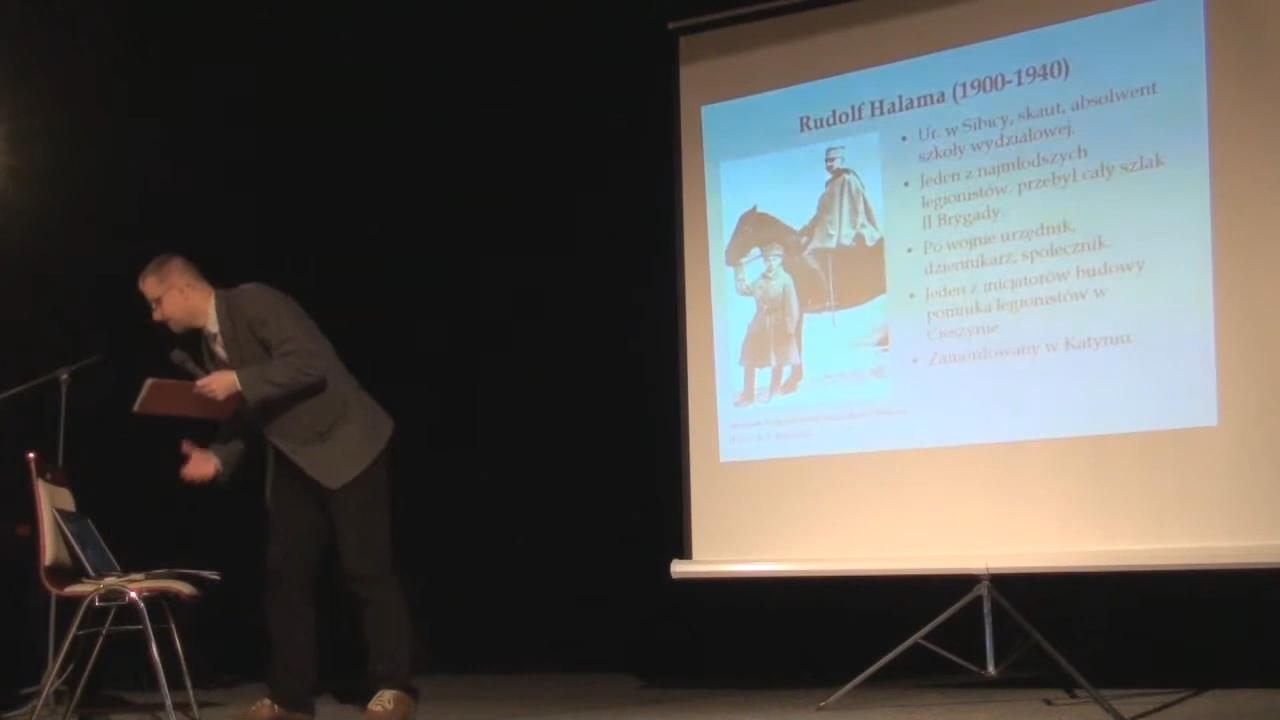 Rudolf Halama (1900-1940)
• Ur. w Sibicy, skaut, absolwent
szkoły wydziałowej.
• Jeden z najmłodszych
legionistów, przebył cały szlak
II Brygady.
• Po wojnie urzędnik,
dziennikarz, społecznik.
• Jeden z inicjatorów budowy
pomnika legionistów w
Cieszynie.
• Zamordowany w Katyniu.